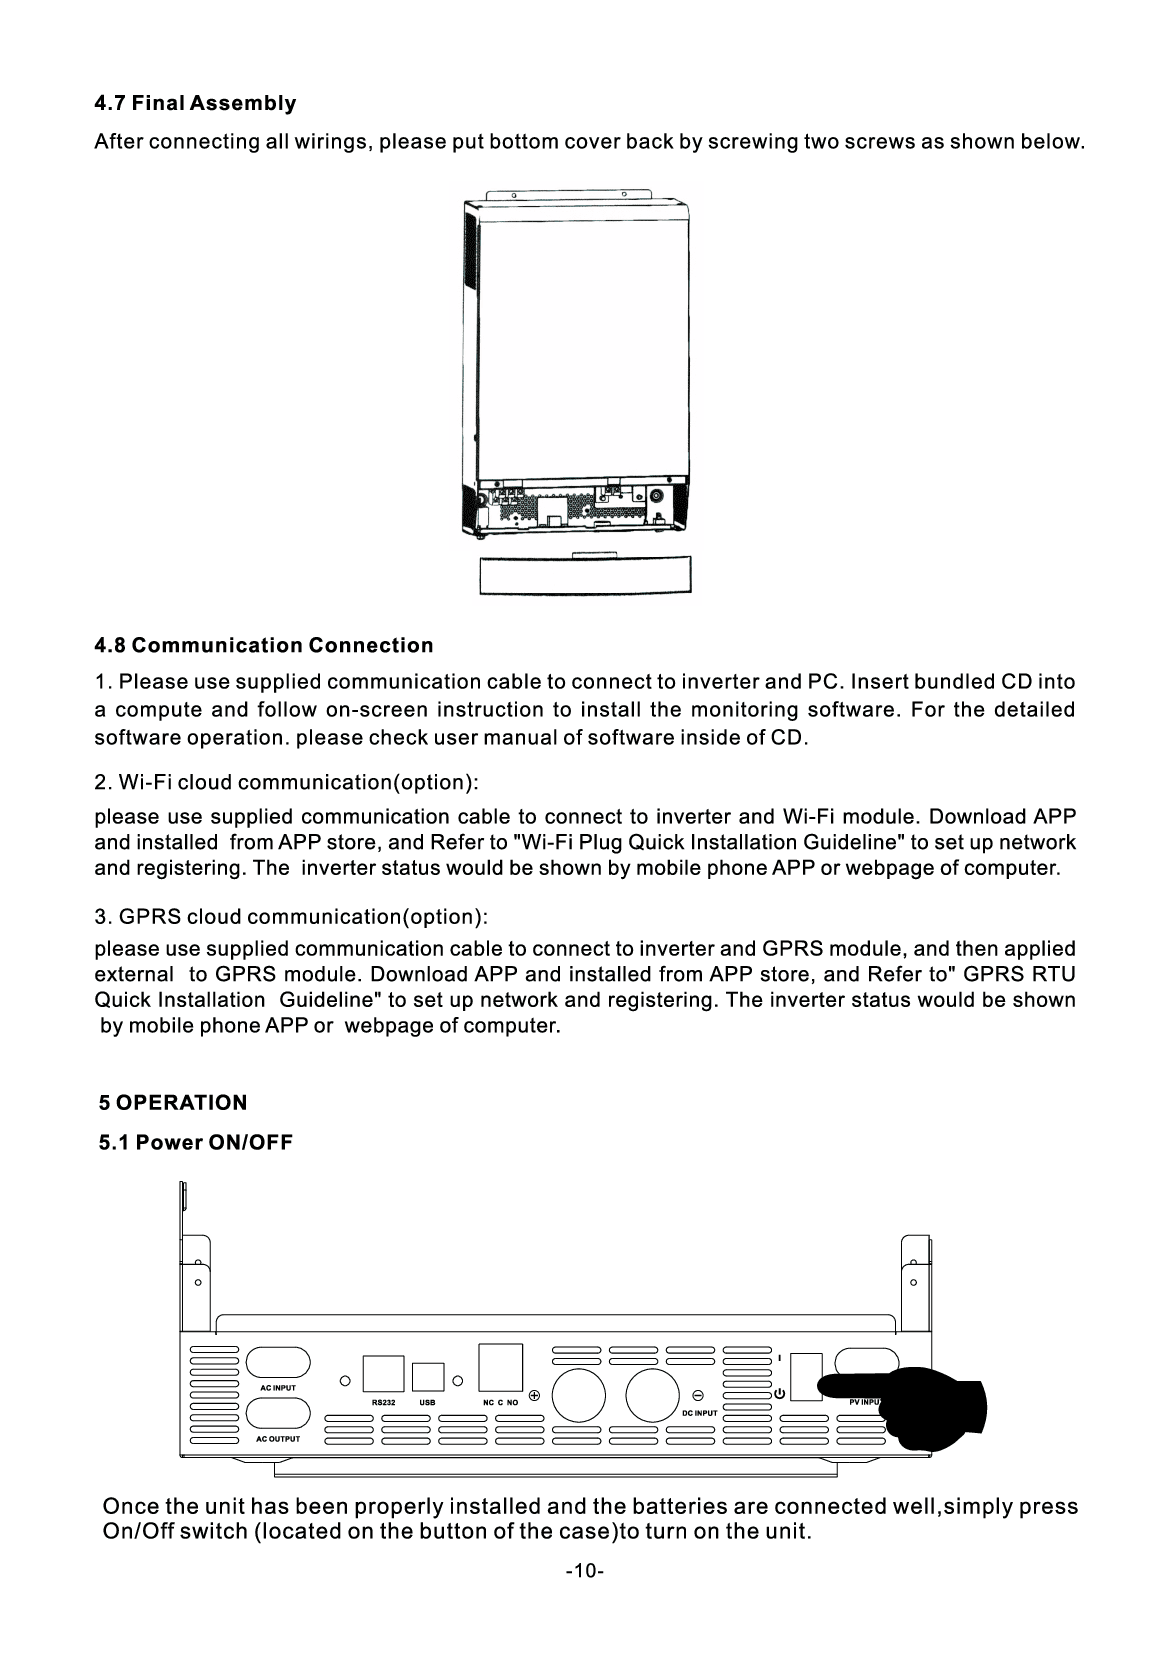 4.7 Final Assembly
After connecting all wirings, please put bottom cover back by screwing two screws as shown below.
4.8 Communication Connection
1. Please use supplied communication cable to connect to inverter and PC. Insert bundled CD into
a compute and follow on-screen instruction to install the monitoring software. For the detailed
software operation. please check user manual of software inside of CD.
2. Wi-Fi cloud communication(option):
please use supplied communication cable to connect to inverter and Wi-Fi module. Download APP
and installed from APP store, and Refer to "Wi-Fi Plug Quick Installation Guideline" to set up network
and registering. The inverter status would be shown by mobile phone APP or webpage of computer.
3. GPRS cloud communication(option):
please use supplied communication cable to connect to inverter and GPRS module, and then applied
external to GPRS module. Download APP and installed from APP store, and Refer to" GPRS RTU
Quick Installation Guideline" to set up network and registering. The inverter status would be shown
by mobile phone APP or webpage of computer.
5 OPERATION
5.1 Power ON/OFF
AC INPUT
RS232 USB NC C NO
DC INPUT
PV INPU
AC OUTPUT
Once the unit has been properly installed and the batteries are connected well,simply press
On/Off switch (located on the button of the case)to turn on the unit.
-10-